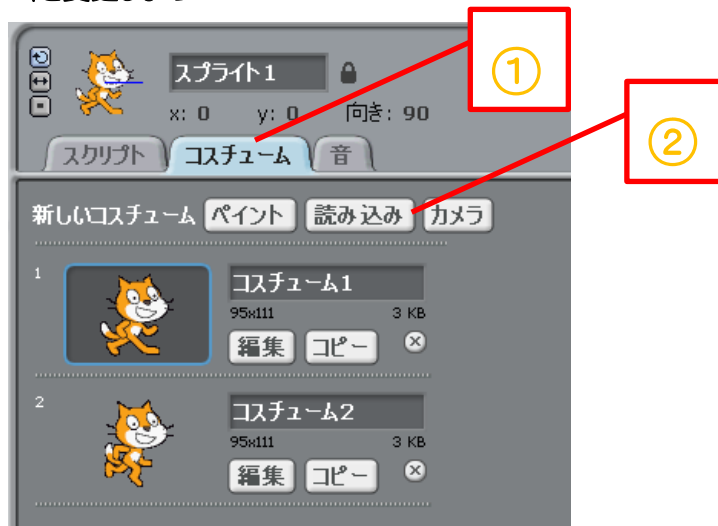 ①
スプライト1
x: 0 y: 0 向き: 90
②
スクリプト コスチューム 音
新しいコスチューム ペイント 読み込み カメラ
1
コスチューム1
95x111 3 KB
編集 コピー
2
コスチューム2
95x111 3 KB
編集 コピー